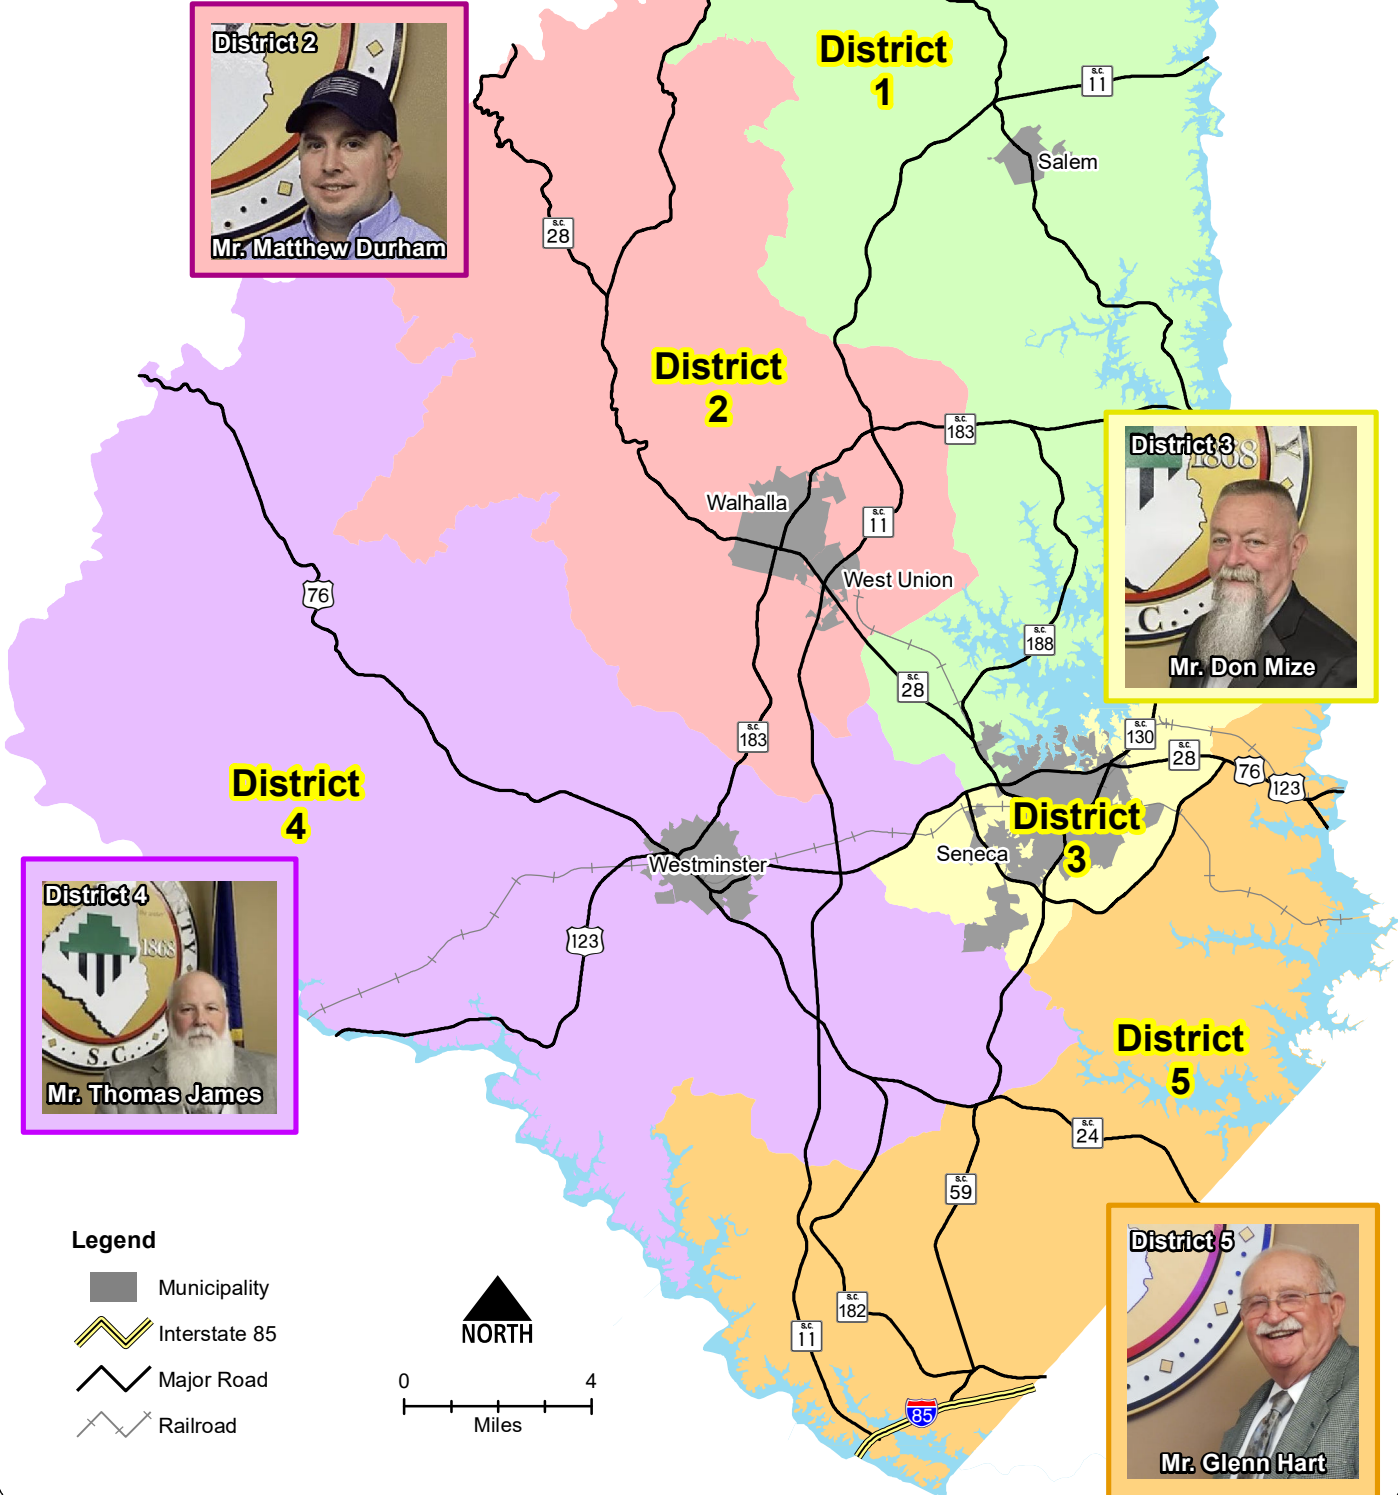 District 2
Mr. Matthew Durham
District
1
S.C.
11
Salem
S.C.
28
District
2
S.C.
183
Walhalla
S.C.
11
West Union
District 3
1868
Y
C.
Mr. Don Mize
76
S.C.
188
S.C.
28
S.C.
183
S.C.
130
S.C.
28
76
123
District
4
District
3
Seneca
Westminster
District 4
1868
TY
S.C.
Mr. Thomas James
123
District
5
S.C.
24
S.C.
59
District 5
Mr. Glenn Hart
S.C.
182
S.C.
11
85
Legend
Municipality
Interstate 85
Major Road
Railroad
NORTH
0 4
Miles